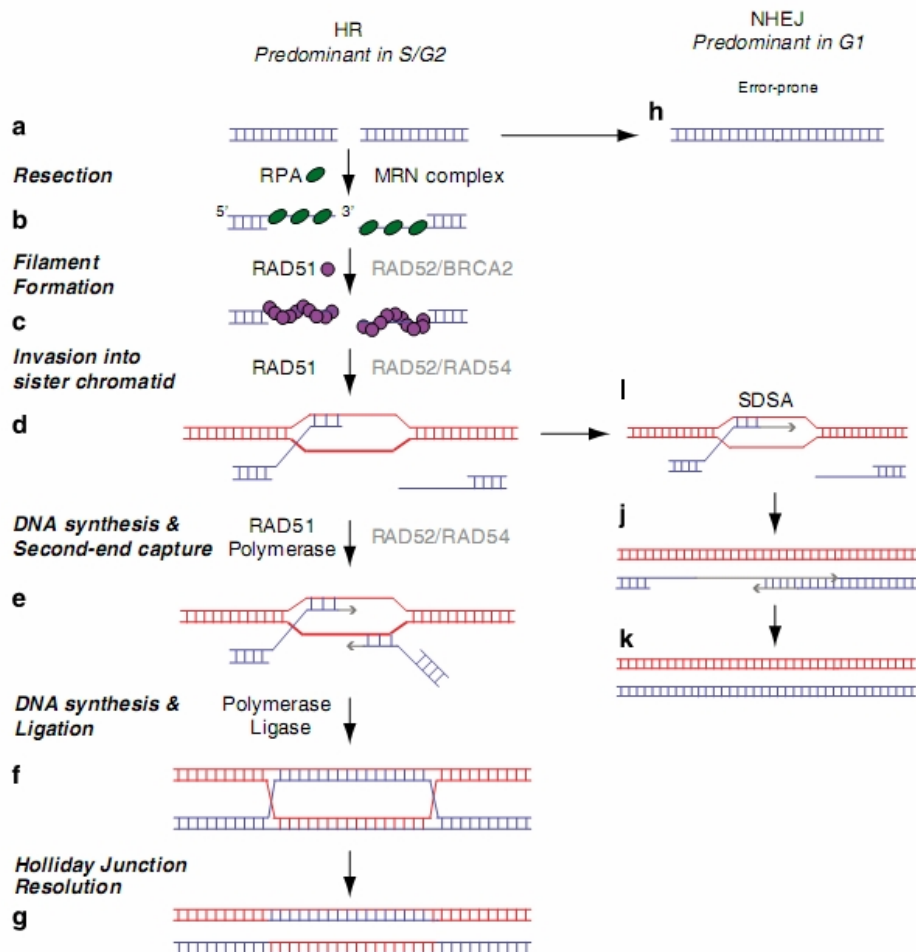 HR
Predominant in S/G2
NHEJ
Predominant in G1
Error-prone
a
h
Resection
RPA
MRN complex
b
5'
3'
Filament
Formation
RAD51
RAD52/BRCA2
c
Invasion into
sister chromatid
RAD51
RAD52/RAD54
d
I
SDSA
DNA synthesis &
Second-end capture
RAD51
Polymerase
RAD52/RAD54
j
e
k
DNA synthesis &
Ligation
Polymerase
Ligase
f
Holliday Junction
Resolution
g